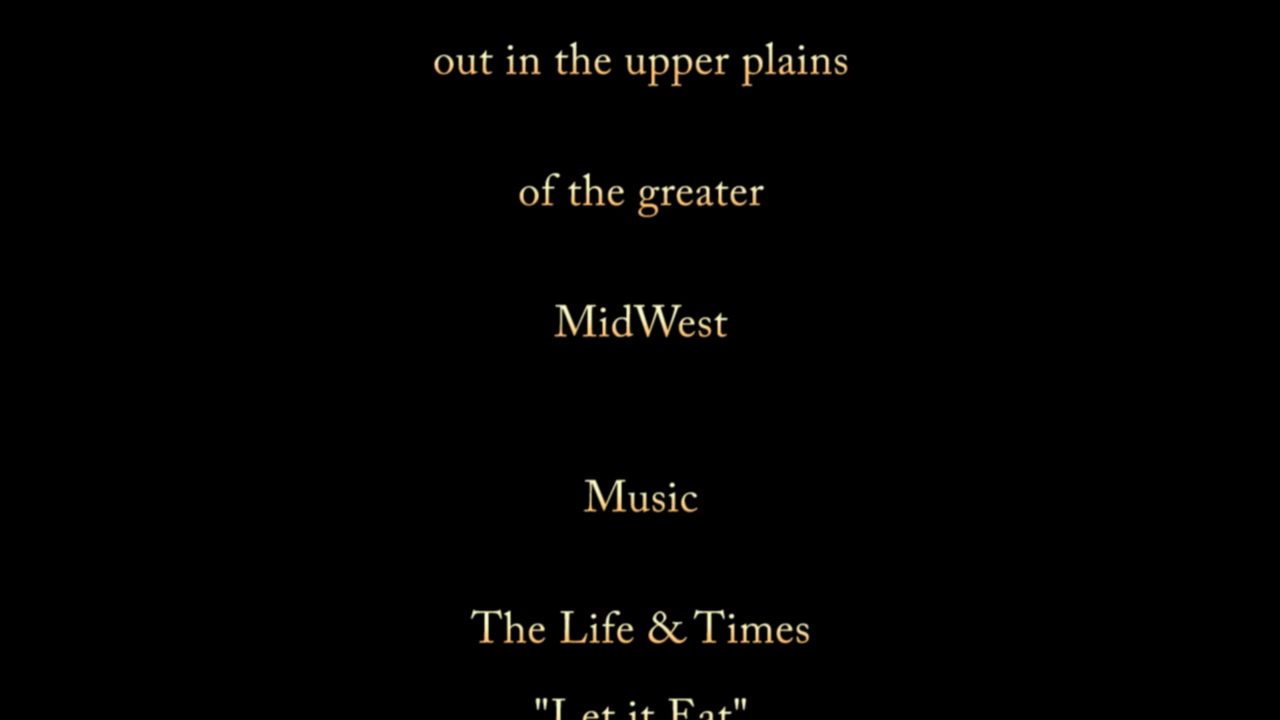 out in the upper plains
of the greater
MidWest
Music
The Life & Times
"Let it Eat"